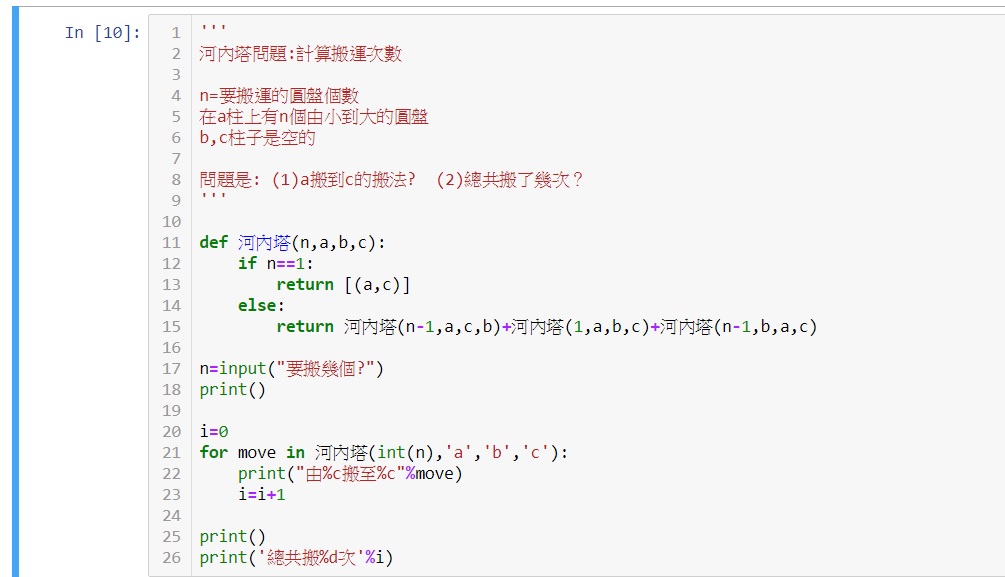 In [10]:
1 '''
2 河內塔問題:計算搬運次數
3
4 n=要搬運的圓盤個數
5 在a柱上有n個由小到大的圓盤
6 b,c柱子是空的
7
8 問題是: (1)a搬到c的搬法?  (2)總共搬了幾次？
9 '''
10
11 def 河內塔(n,a,b,c):
12     if n==1:
13         return [(a,c)]
14     else:
15         return 河內塔(n-1,a,c,b)+河內塔(1,a,b,c)+河內塔(n-1,b,a,c)
16
17 n=input("要搬幾個?")
18 print()
19
20 i=0
21 for move in 河內塔(int(n),'a','b','c'):
22     print("由%c搬至%c"%move)
23     i=i+1
24
25 print()
26 print('總共搬%d次'%i)